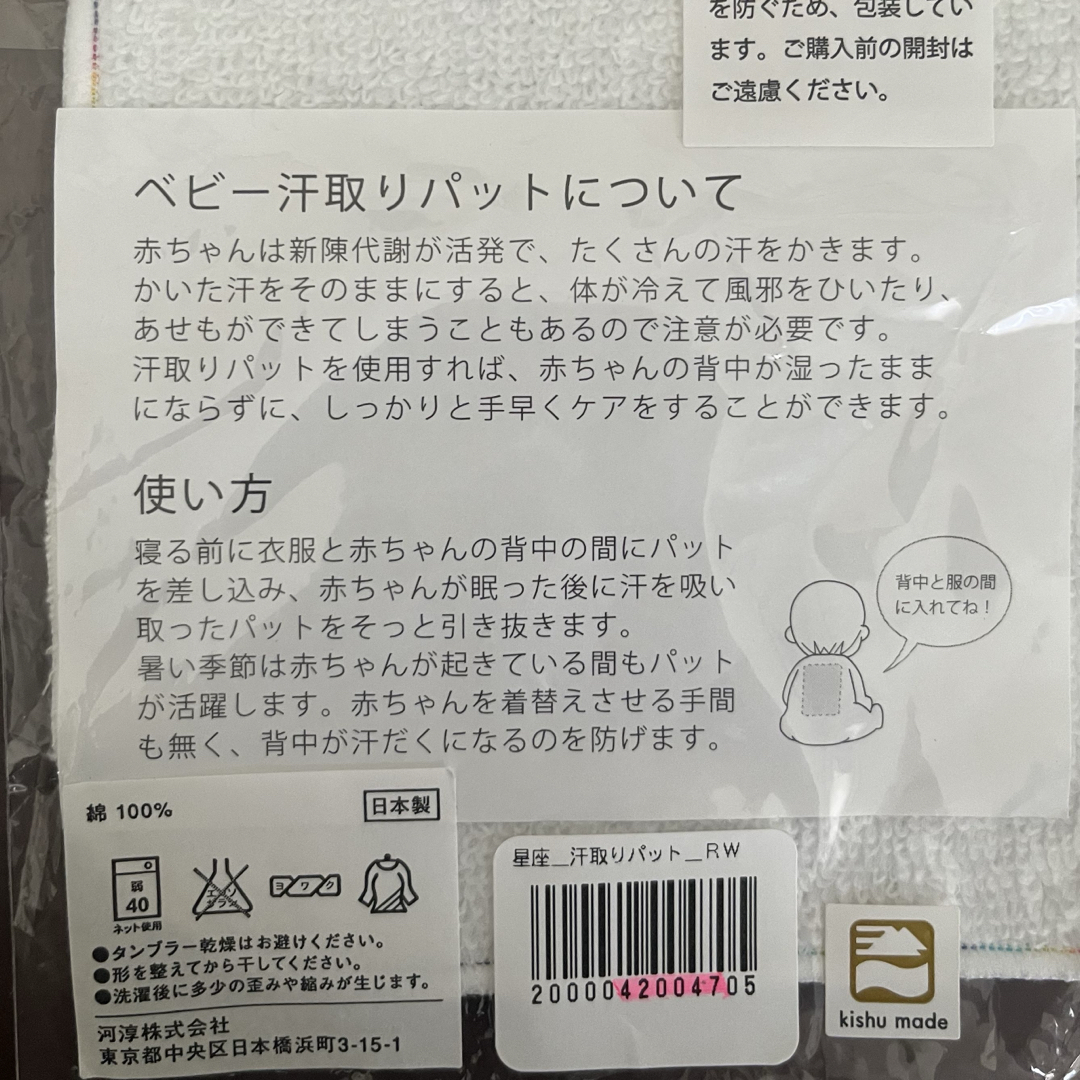 を防ぐため、包装してい
ます。ご購入前の開封は
ご遠慮ください。
ベビー汗取りパットについて
赤ちゃんは新陳代謝が活発で、たくさんの汗をかきます。
かいた汗をそのままにすると、体が冷えて風邪をひいたり、
あせもができてしまうこともあるので注意が必要です。
汗取りパットを使用すれば、赤ちゃんの背中が湿ったまま
にならずに、しっかりと手早くケアをすることができます。
使い方
寝る前に衣服と赤ちゃんの背中の間にパット
を差し込み、赤ちゃんが眠った後に汗を吸い
取ったパットをそっと引き抜きます。
暑い季節は赤ちゃんが起きている間もパット
が活躍します。赤ちゃんを着替えさせる手間
も無く、背中が汗だくになるのを防げます。
背中と服の間
に入れてね！
綿 100%
日本製
弱
40
ネット使用
エンソ
サラシ
ヨワク
●タンブラー乾燥はお避けください。
●形を整えてから干してください。
●洗濯後に多少の歪みや縮みが生じます。
河淳株式会社
東京都中央区日本橋浜町3-15-1
星座_汗取りパット_RW
2000042004705
kishu made